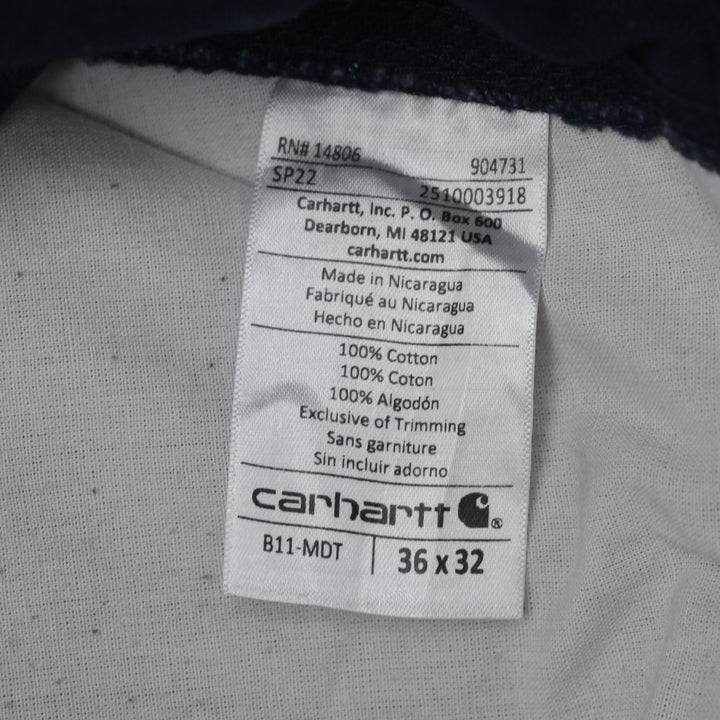 RN# 14806 904731
SP22 2510003918
Carhartt, Inc. P. O. Box 600
Dearborn, MI 48121 USA
carhartt.com
Made in Nicaragua
Fabriqué au Nicaragua
Hecho en Nicaragua
100% Cotton
100% Coton
100% Algodón
Exclusive of Trimming
Sans garniture
Sin incluir adorno
carhartt ®
B11-MDT 36 x 32